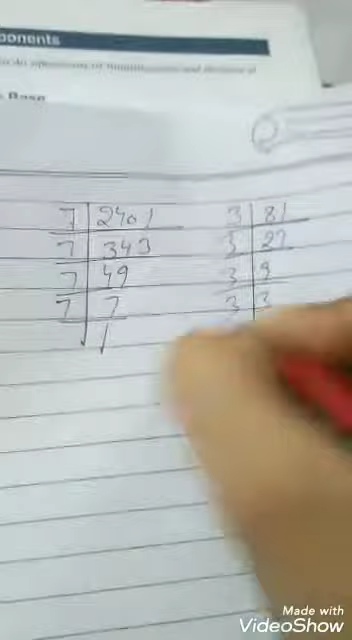 ponents
Base
7 2401 3 81
7 343 3 27
7 49 3 9
7 7 3 3
1
Made with
VideoShow